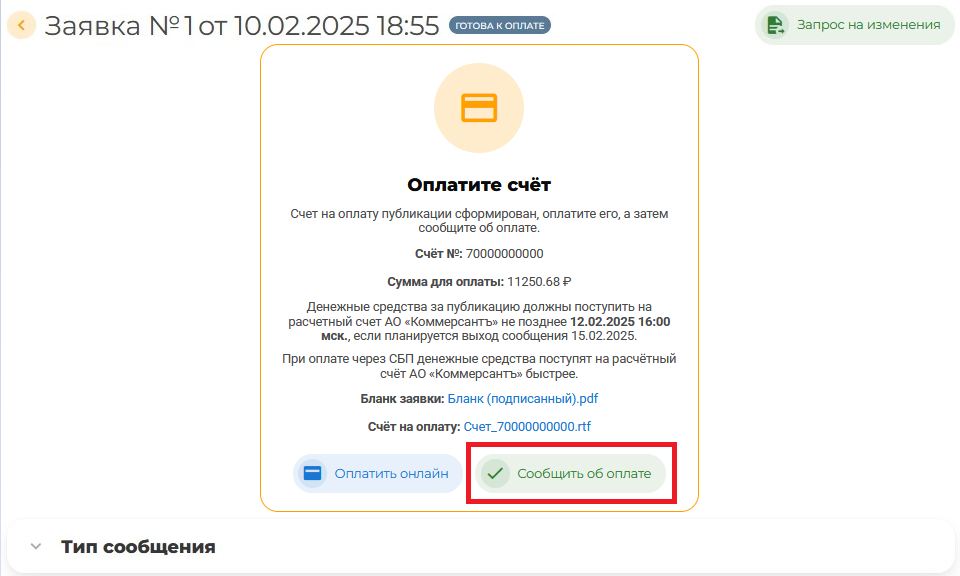 Заявка №1 от 10.02.2025 18:55 ГОТОВА К ОПЛАТЕ
Запрос на изменения
Оплатите счёт
Счет на оплату публикации сформирован, оплатите его, а затем
сообщите об оплате.
Счёт №: 70000000000
Сумма для оплаты: 11250.68 ₽
Денежные средства за публикацию должны поступить на
расчетный счет АО «Коммерсантъ» не позднее 12.02.2025 16:00
мск., если планируется выход сообщения 15.02.2025.
При оплате через СБП денежные средства поступят на расчётный
счёт АО «Коммерсантъ» быстрее.
Бланк заявки: Бланк (подписанный).pdf
Счёт на оплату: Счет_70000000000.rtf
Оплатить онлайн
Сообщить об оплате
Тип сообщения